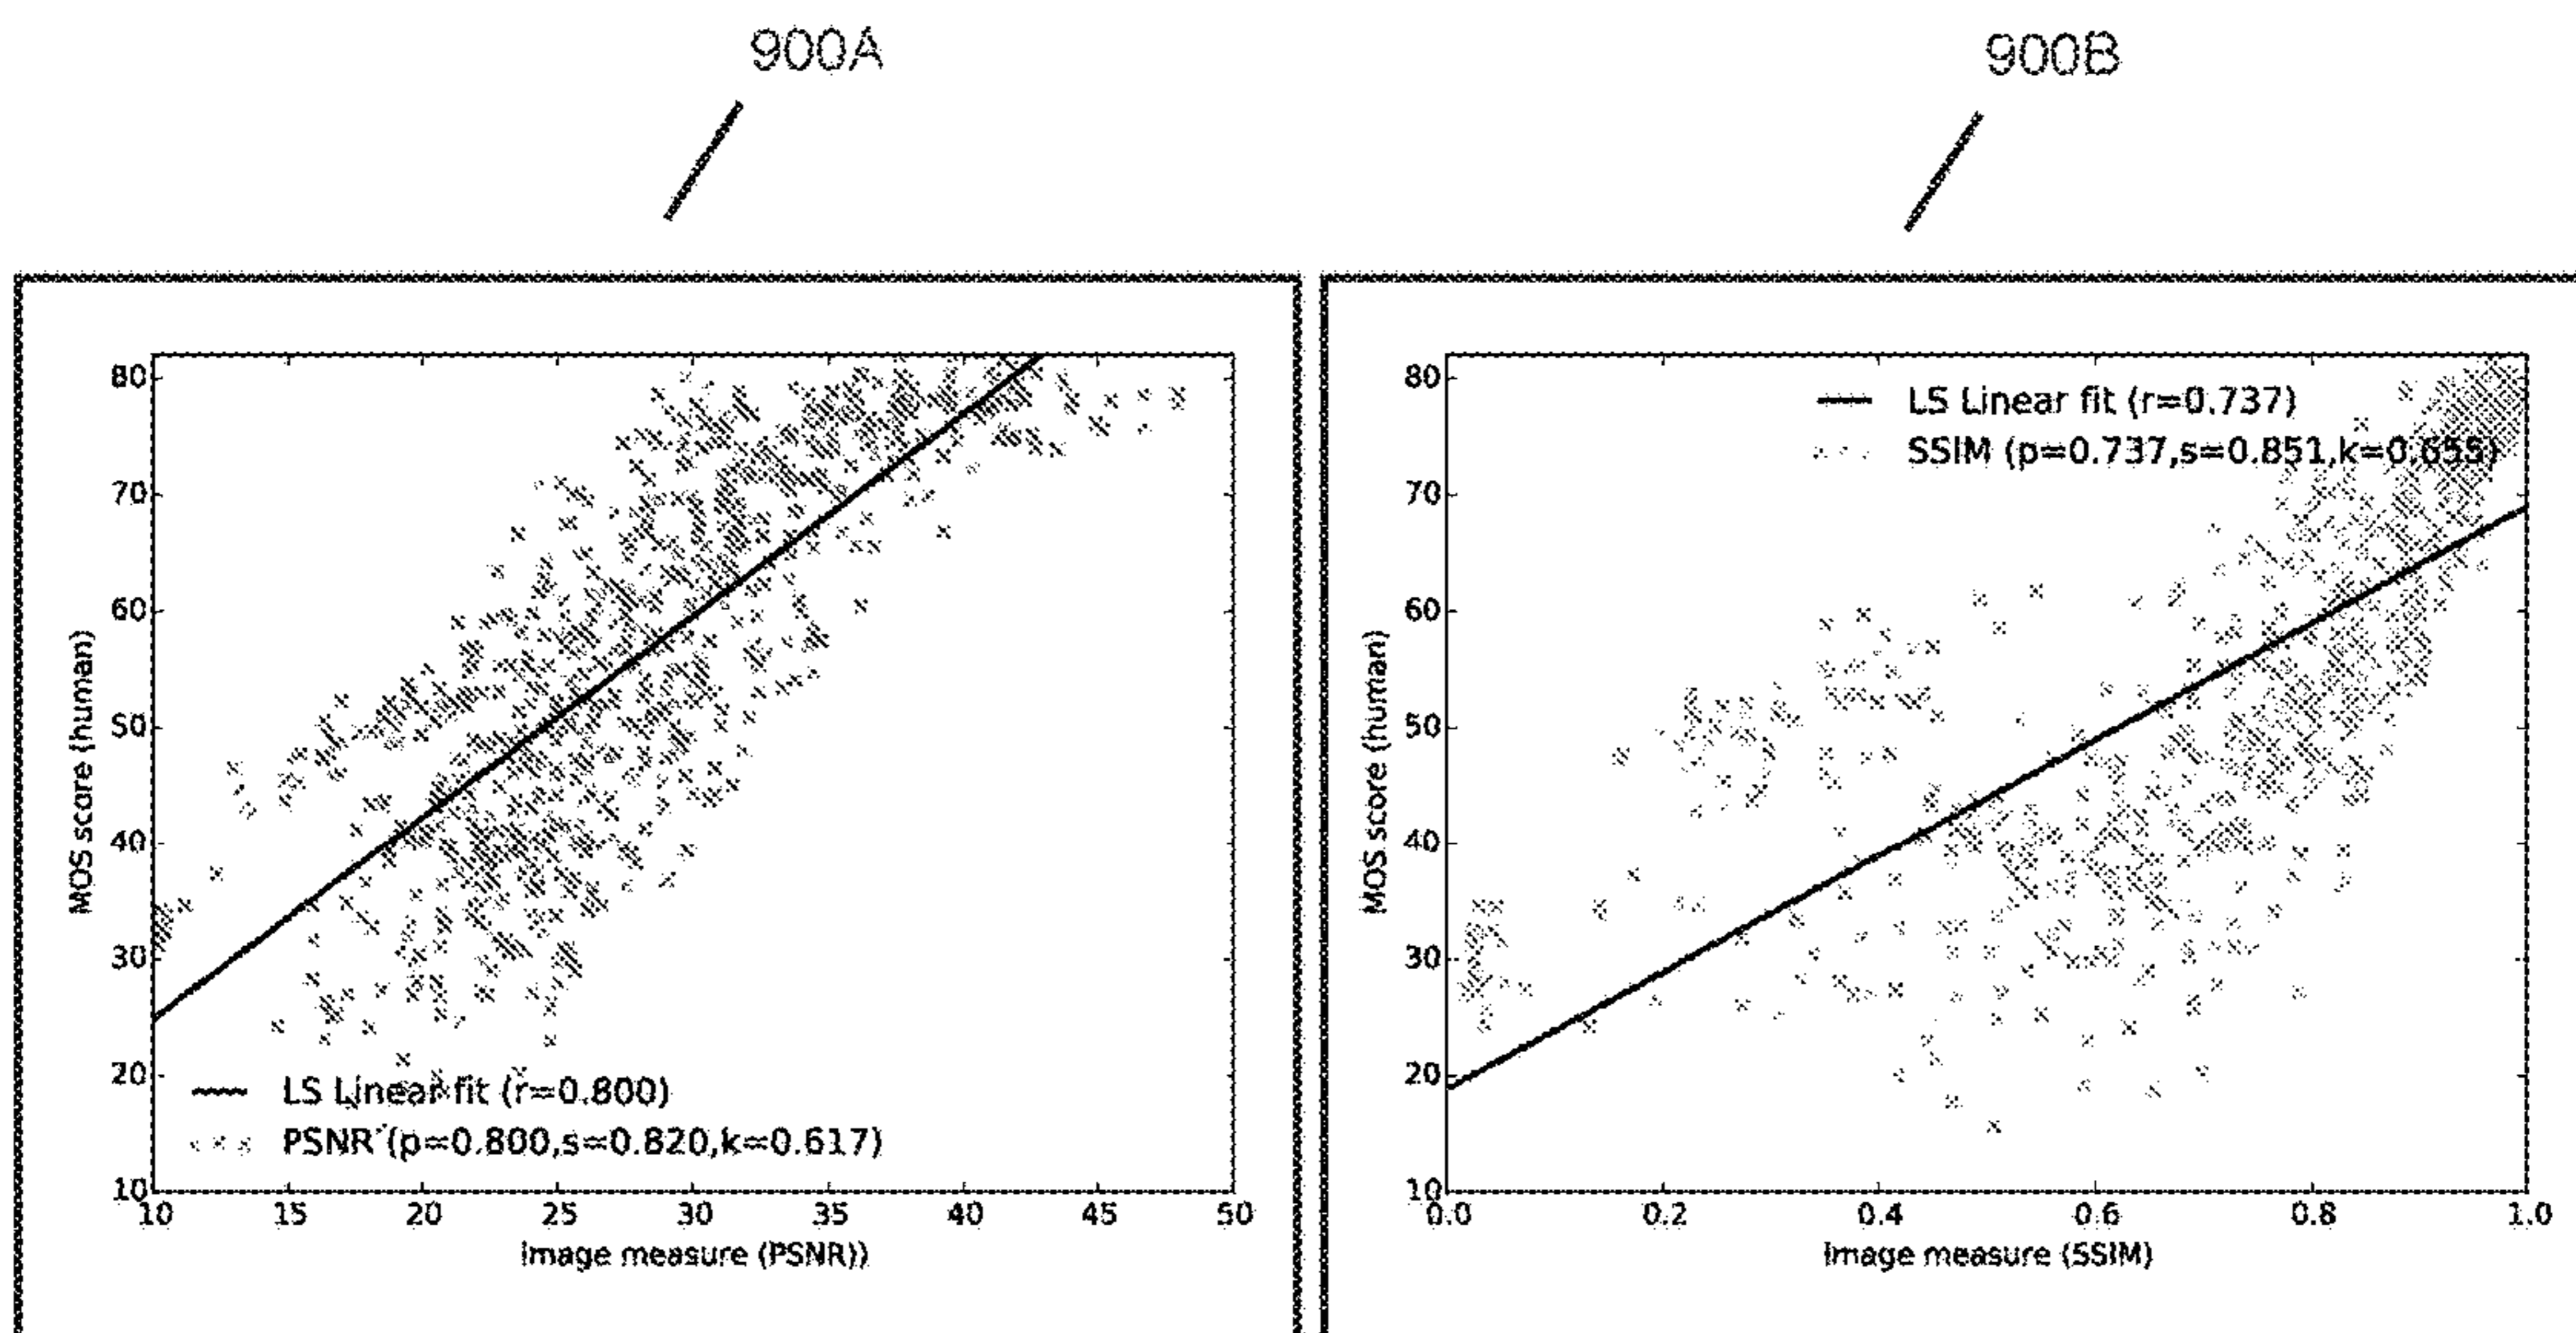 900A
900B
80
70
60
50
40
30
20
10
MOS score (human)
LS Linear fit (r=0.800)
PSNR (p=0.800,s=0.820,k=0.617)
10 15 20 25 30 35 40 45 50
Image measure (PSNR))
80
70
60
50
40
30
20
10
MOS score (human)
LS Linear fit (r=0.737)
SSIM (p=0.737,s=0.851,k=0.655)
0.0 0.2 0.4 0.6 0.8 1.0
Image measure (SSIM)